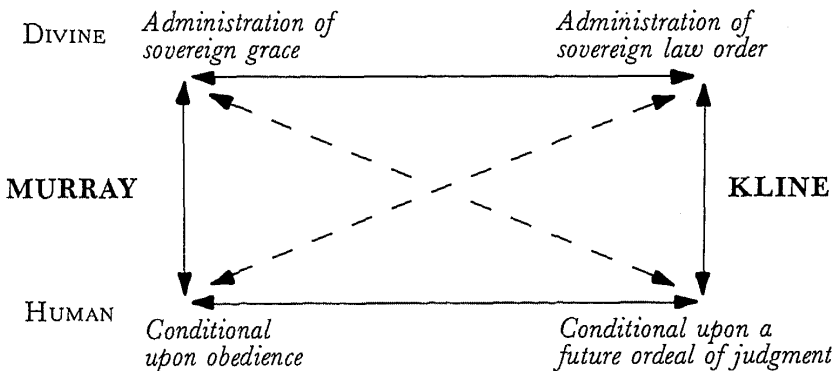 DIVINE
Administration of
sovereign grace
Administration of
sovereign law order
MURRAY
KLINE
HUMAN
Conditional
upon obedience
Conditional upon a
future ordeal of judgment